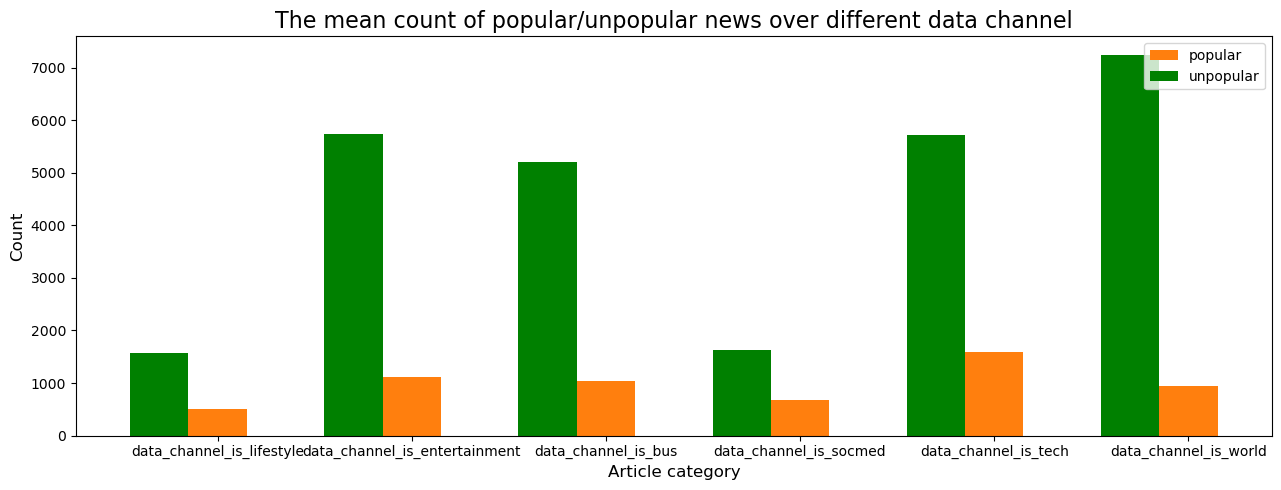 The mean count of popular/unpopular news over different data channel
popular
unpopular
Count
7000
6000
5000
4000
3000
2000
1000
0
data_channel_is_lifestyle data_channel_is_entertainment data_channel_is_bus data_channel_is_socmed data_channel_is_tech data_channel_is_world
Article category